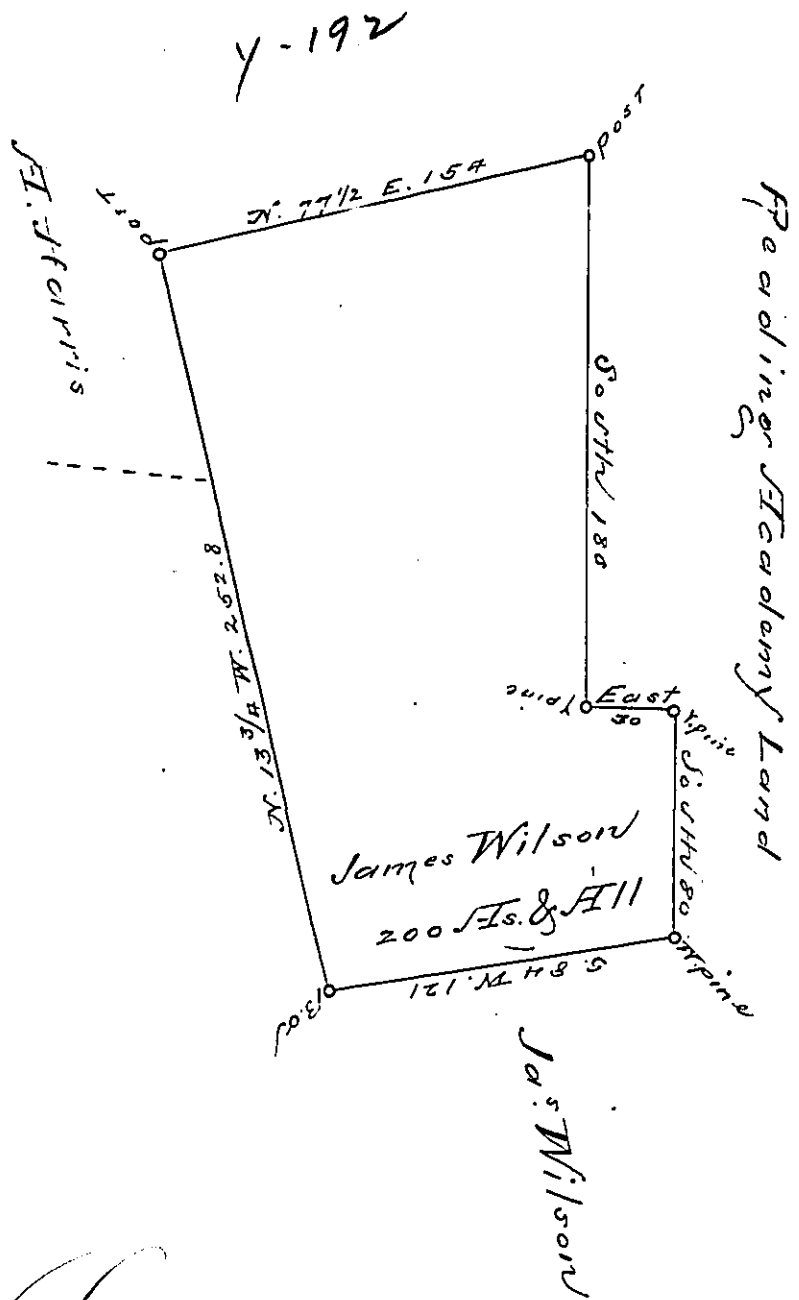 Y-192
post
N. 77 1/2 E. 154
post
A. Harris
Reading Academy Land
South 180
Y pine
East
30
Y. pine
South 80
N. 13 3/4 W. 252.8
James Wilson
200 As. & All
W. pine
S. 84 W. 121
B.O.
Jas. Wilson